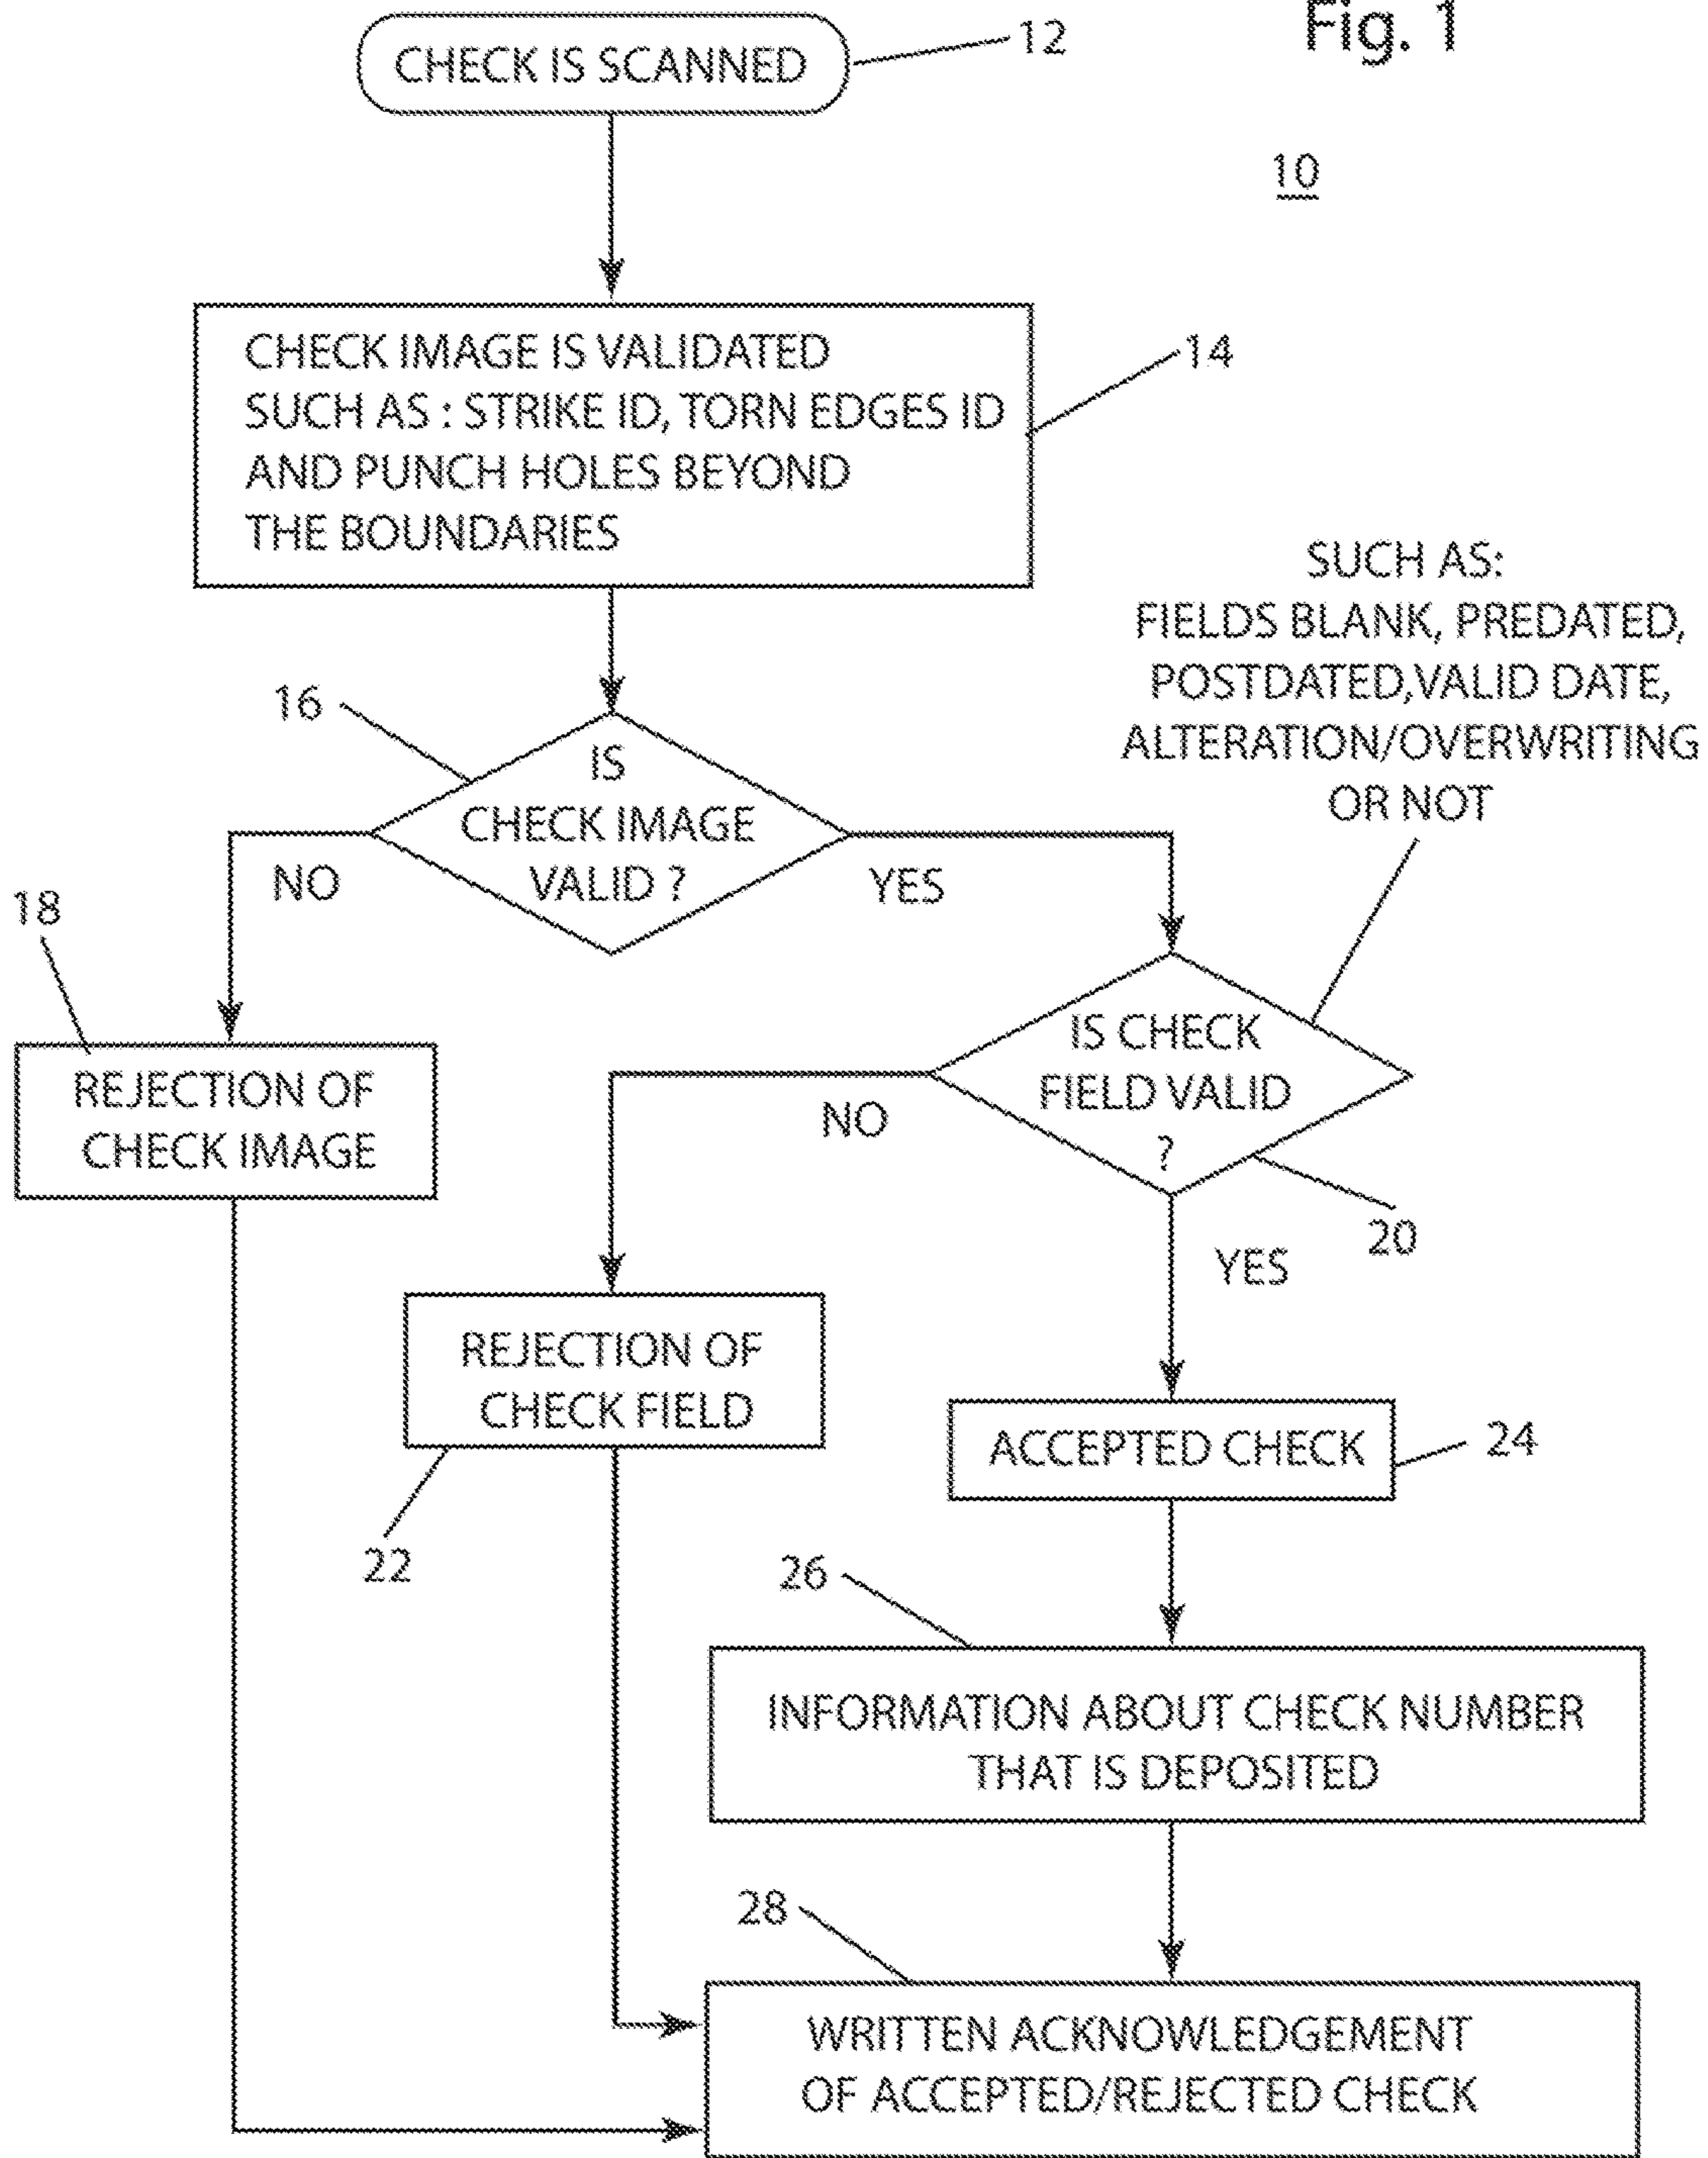 Fig. 1
CHECK IS SCANNED
12
10
CHECK IMAGE IS VALIDATED
SUCH AS : STRIKE ID, TORN EDGES ID
AND PUNCH HOLES BEYOND
THE BOUNDARIES
14
SUCH AS:
FIELDS BLANK, PREDATED,
POSTDATED,VALID DATE,
ALTERATION/OVERWRITING
OR NOT
16
IS
CHECK IMAGE
VALID ?
NO
YES
18
REJECTION OF
CHECK IMAGE
IS CHECK
FIELD VALID
?
NO
20
YES
REJECTION OF
CHECK FIELD
22
ACCEPTED CHECK
24
26
INFORMATION ABOUT CHECK NUMBER
THAT IS DEPOSITED
28
WRITTEN ACKNOWLEDGEMENT
OF ACCEPTED/REJECTED CHECK